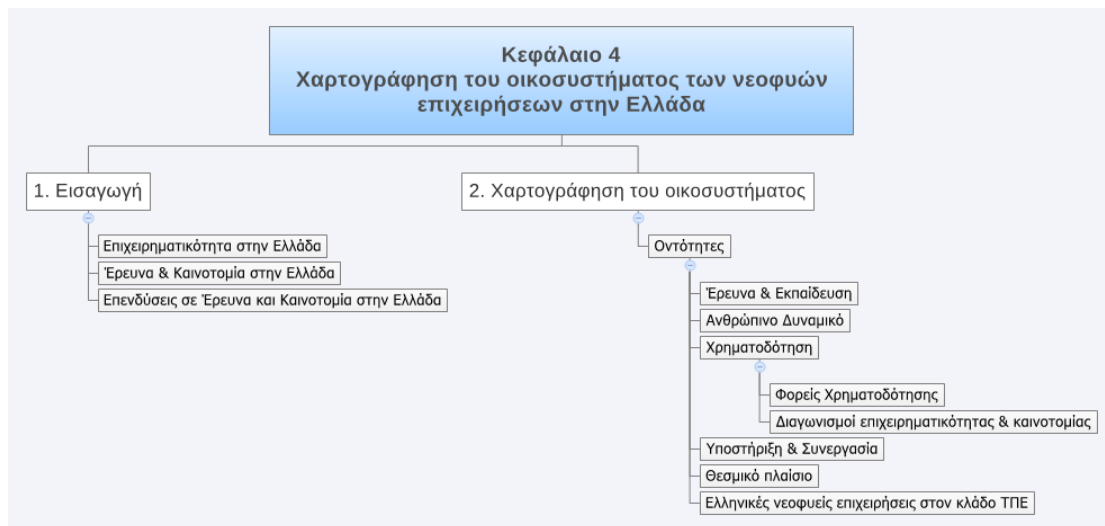 Κεφάλαιο 4
Χαρτογράφηση του οικοσυστήματος των νεοφυών
επιχειρήσεων στην Ελλάδα
1. Εισαγωγή
Επιχειρηματικότητα στην Ελλάδα
Έρευνα & Καινοτομία στην Ελλάδα
Επενδύσεις σε Έρευνα και Καινοτομία στην Ελλάδα
2. Χαρτογράφηση του οικοσυστήματος
Οντότητες
Έρευνα & Εκπαίδευση
Ανθρώπινο Δυναμικό
Χρηματοδότηση
Φορείς Χρηματοδότησης
Διαγωνισμοί επιχειρηματικότητας & καινοτομίας
Υποστήριξη & Συνεργασία
Θεσμικό πλαίσιο
Ελληνικές νεοφυείς επιχειρήσεις στον κλάδο ΤΠΕ